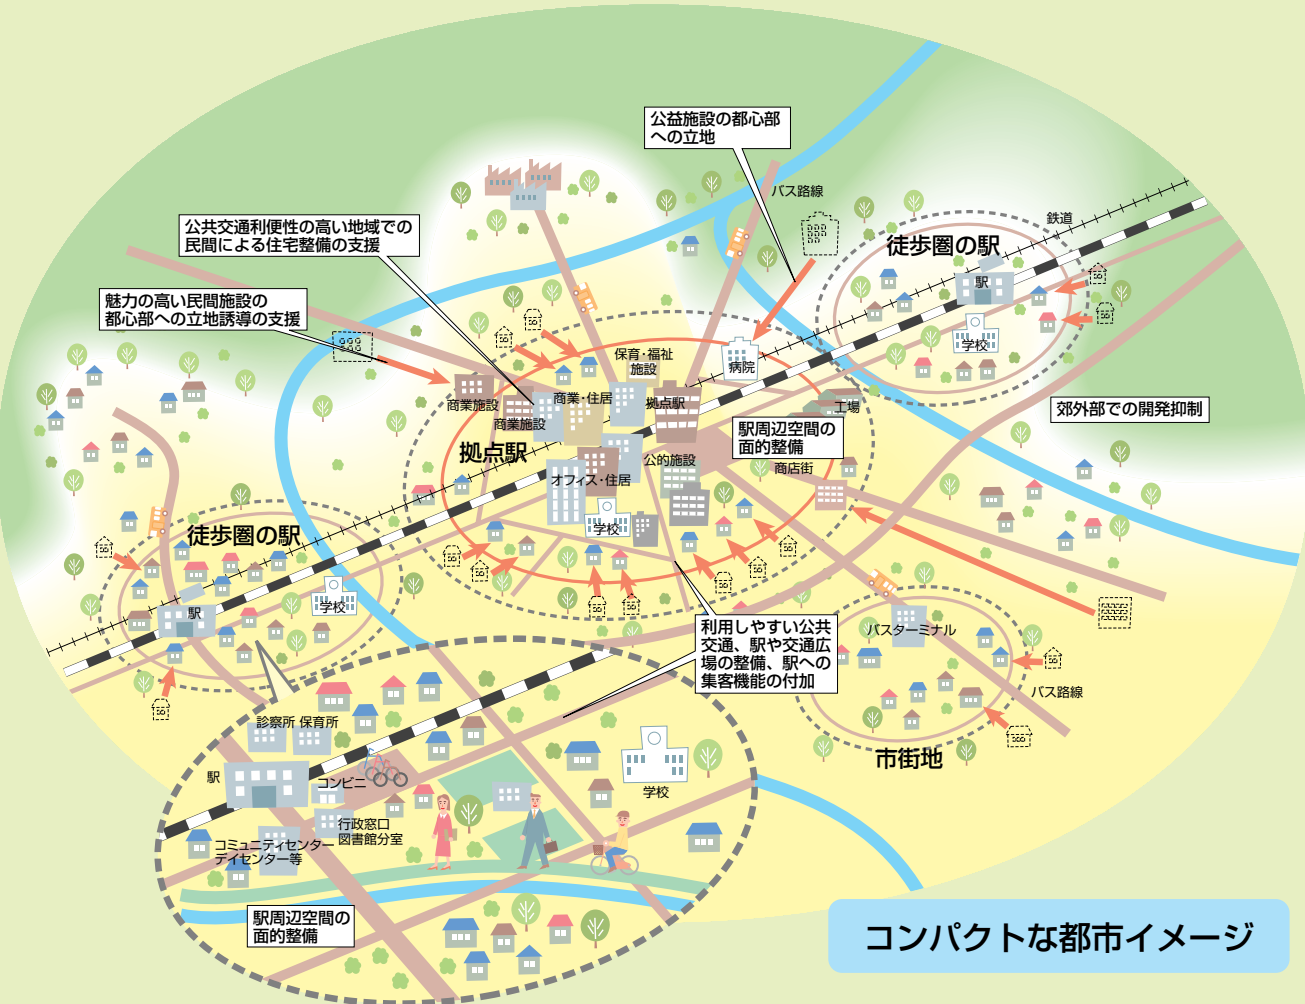 公益施設の都心部
への立地
バス路線
鉄道
公共交通利便性の高い地域での
民間による住宅整備の支援
徒歩圏の駅
駅
学校
魅力の高い民間施設の
都心部への立地誘導の支援
保育・福祉
施設
病院
商業施設
商業・住居
拠点駅
工場
商業施設
郊外部での開発抑制
駅周辺空間の
面的整備
拠点駅
公的施設
商店街
オフィス・住居
学校
徒歩圏の駅
駅
学校
利用しやすい公共
交通、駅や交通広
場の整備、駅への
集客機能の付加
バスターミナル
バス路線
市街地
診察所 保育所
駅
コンビニ
学校
行政窓口
図書館分室
コミュニティセンター
デイセンター等
駅周辺空間の
面的整備
コンパクトな都市イメージ